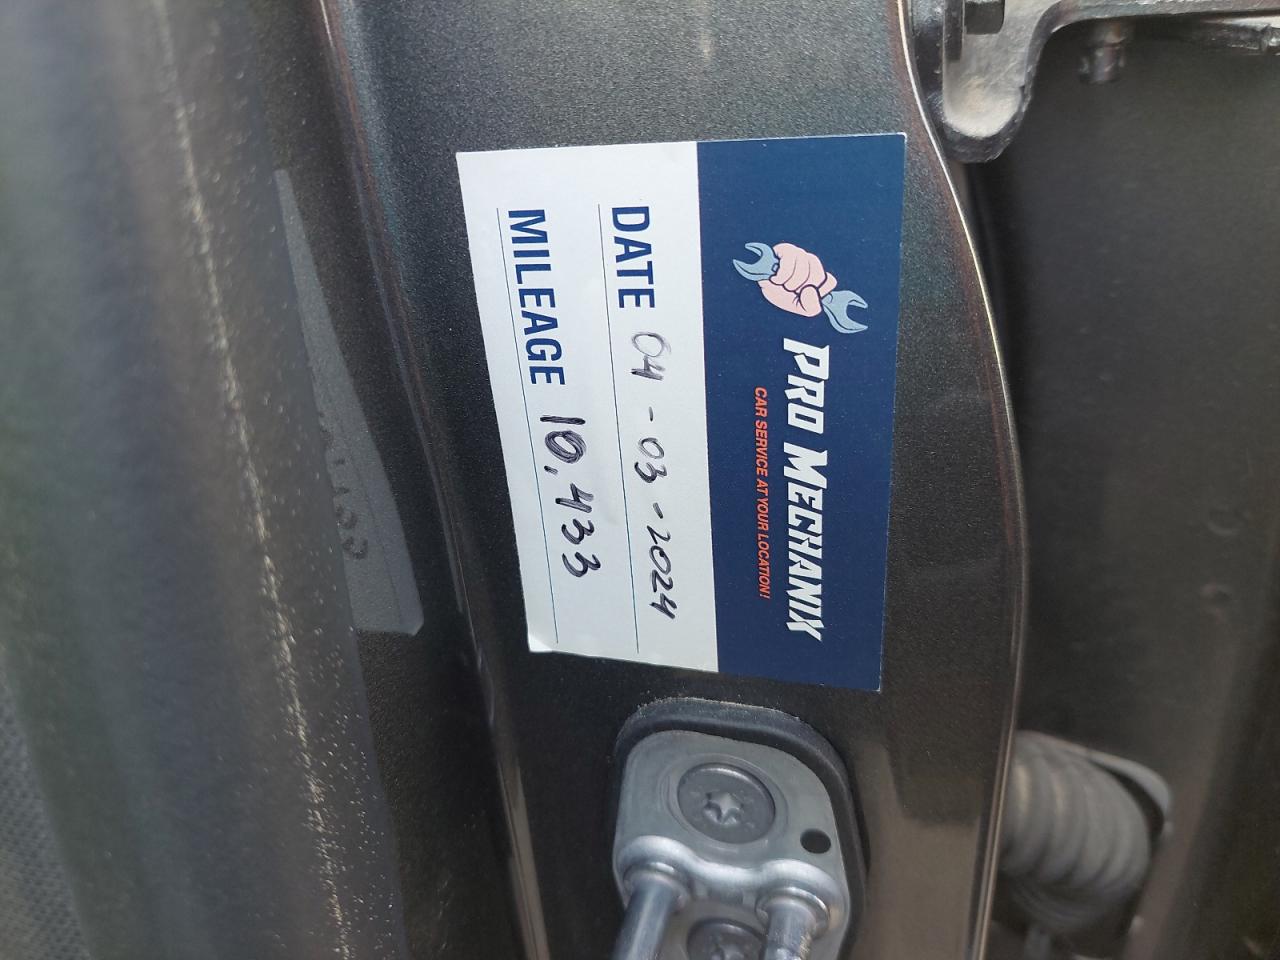 PRO MECHANIX
CAR SERVICE AT YOUR LOCATION!
DATE 04-03-2024
MILEAGE 10,433